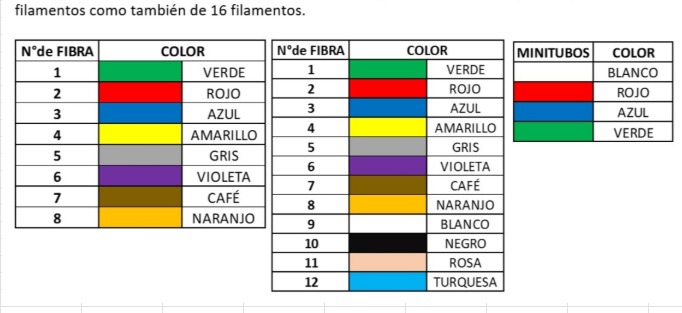 filamentos como también de 16 filamentos.
N°de FIBRA COLOR
1 VERDE
2 ROJO
3 AZUL
4 AMARILLO
5 GRIS
6 VIOLETA
7 CAFÉ
8 NARANJO
N°de FIBRA COLOR
1 VERDE
2 ROJO
3 AZUL
4 AMARILLO
5 GRIS
6 VIOLETA
7 CAFÉ
8 NARANJO
9 BLANCO
10 NEGRO
11 ROSA
12 TURQUESA
MINITUBOS COLOR
BLANCO
ROJO
AZUL
VERDE